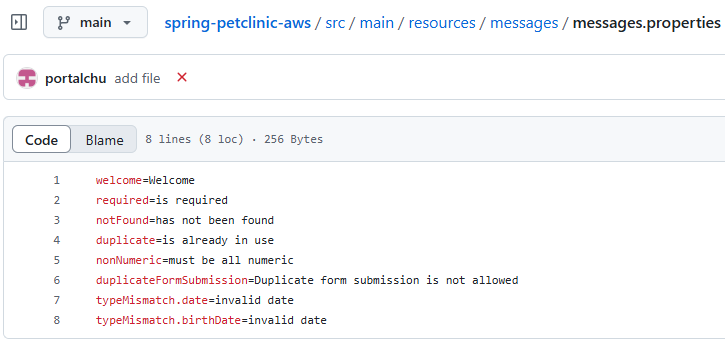 main spring-petclinic-aws / src / main / resources / messages / messages.properties
portalchu add file
Code Blame 8 lines (8 loc) · 256 Bytes
1 welcome=Welcome
2 required=is required
3 notFound=has not been found
4 duplicate=is already in use
5 nonNumeric=must be all numeric
6 duplicateFormSubmission=Duplicate form submission is not allowed
7 typeMismatch.date=invalid date
8 typeMismatch.birthDate=invalid date